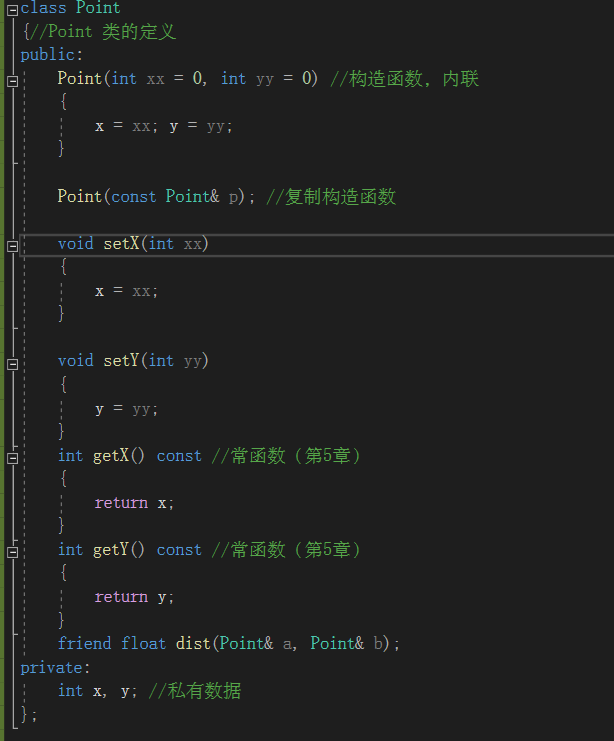 class Point
{//Point 类的定义
public:
Point(int xx = 0, int yy = 0) //构造函数，内联
{
x = xx; y = yy;
}
Point(const Point& p); //复制构造函数
void setX(int xx)
{
x = xx;
}
void setY(int yy)
{
y = yy;
}
int getX() const //常函数（第5章）
{
return x;
}
int getY() const //常函数（第5章）
{
return y;
}
friend float dist(Point& a, Point& b);
private:
int x, y; //私有数据
};